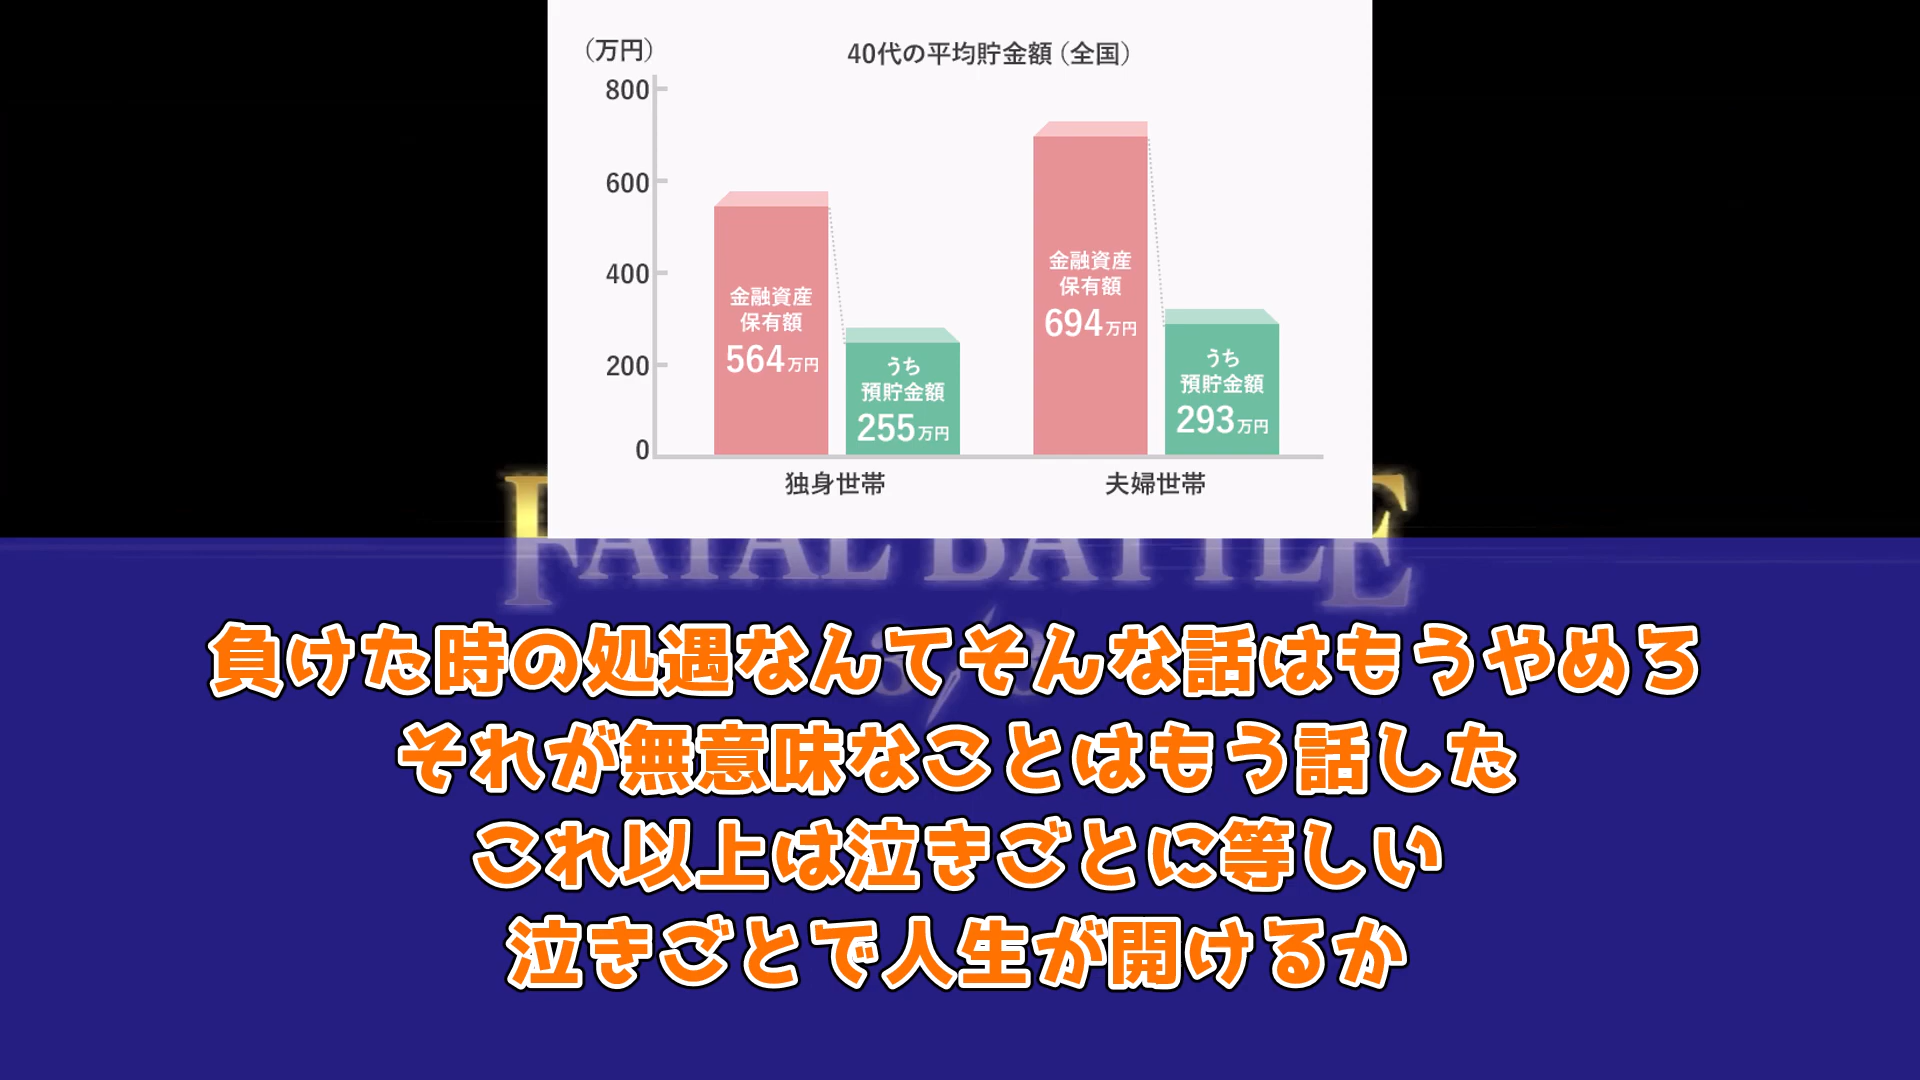 (万円)
40代の平均貯金額(全国)
800
600
400
200
0
金融資産
保有額
564万円
うち
預貯金額
255万円
金融資産
保有額
694万円
うち
預貯金額
293万円
独身世帯
夫婦世帯
FATAL BATTLE
負けた時の処遇なんてそんな話はもうやめろ
それが無意味なことはもう話した
これ以上は泣きごとに等しい
泣きごとで人生が開けるか